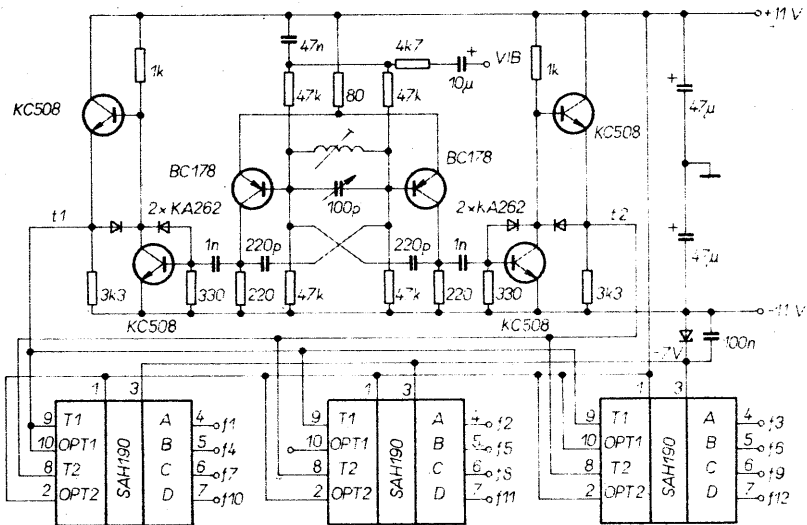 +11 V
47n
4k7
+
VIB
1k
10µ
1k
47k
80
47k
+
KC508
47µ
KC508
BC178
BC178
100p
t1
2×KA262
2×KA262
t2
+
1n
220p
220p
1n
47µ
3k3
330
220
47k
47k
220
330
3k3
KC508
KC508
-11 V
-7V
100n
1
3
1
3
1
3
9
T1
A
4
f1
10
OPT1
B
5
f4
8
T2
C
6
f7
2
OPT2
D
7
f10
SAH190
9
T1
A
4
f2
10
OPT1
B
5
f5
8
T2
C
6
f8
2
OPT2
D
7
f11
SAH190
9
T1
A
4
f3
10
OPT1
B
5
f6
8
T2
C
6
f9
2
OPT2
D
7
f12
SAH190